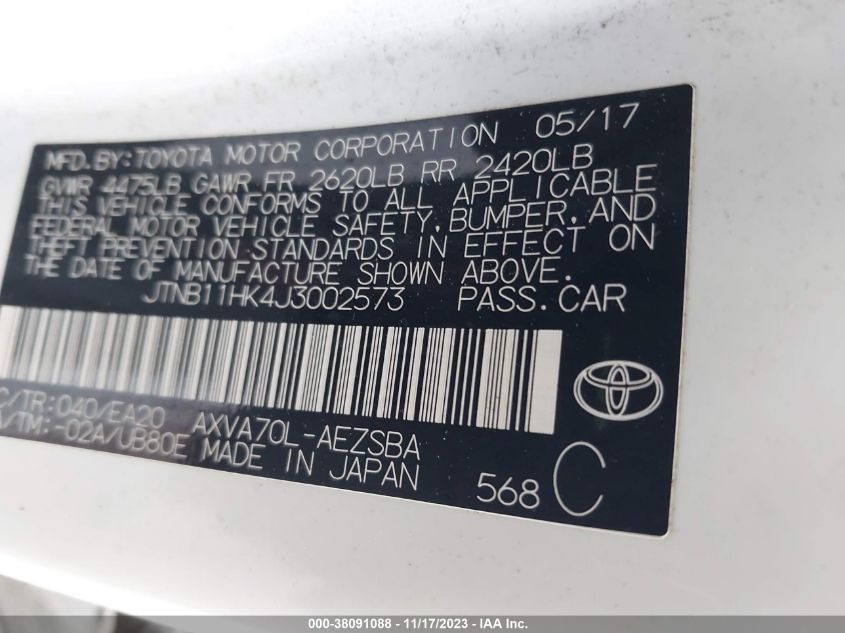 MFD.BY:TOYOTA MOTOR CORPORATION 05/17
GVWR 4475LB GAWR FR 2620LB RR 2420LB
THIS VEHICLE CONFORMS TO ALL APPLICABLE
FEDERAL MOTOR VEHICLE SAFETY,BUMPER,AND
THEFT PREVENTION STANDARDS IN EFFECT ON
THE DATE OF MANUFACTURE SHOWN ABOVE.
JTNB11HK4J3002573 PASS.CAR
C/TR:040/EA20 AXVA70L-AEZSBA
/TM:-02A/UB80E MADE IN JAPAN
568 C
000-38091088 - 11/17/2023 - IAA Inc.